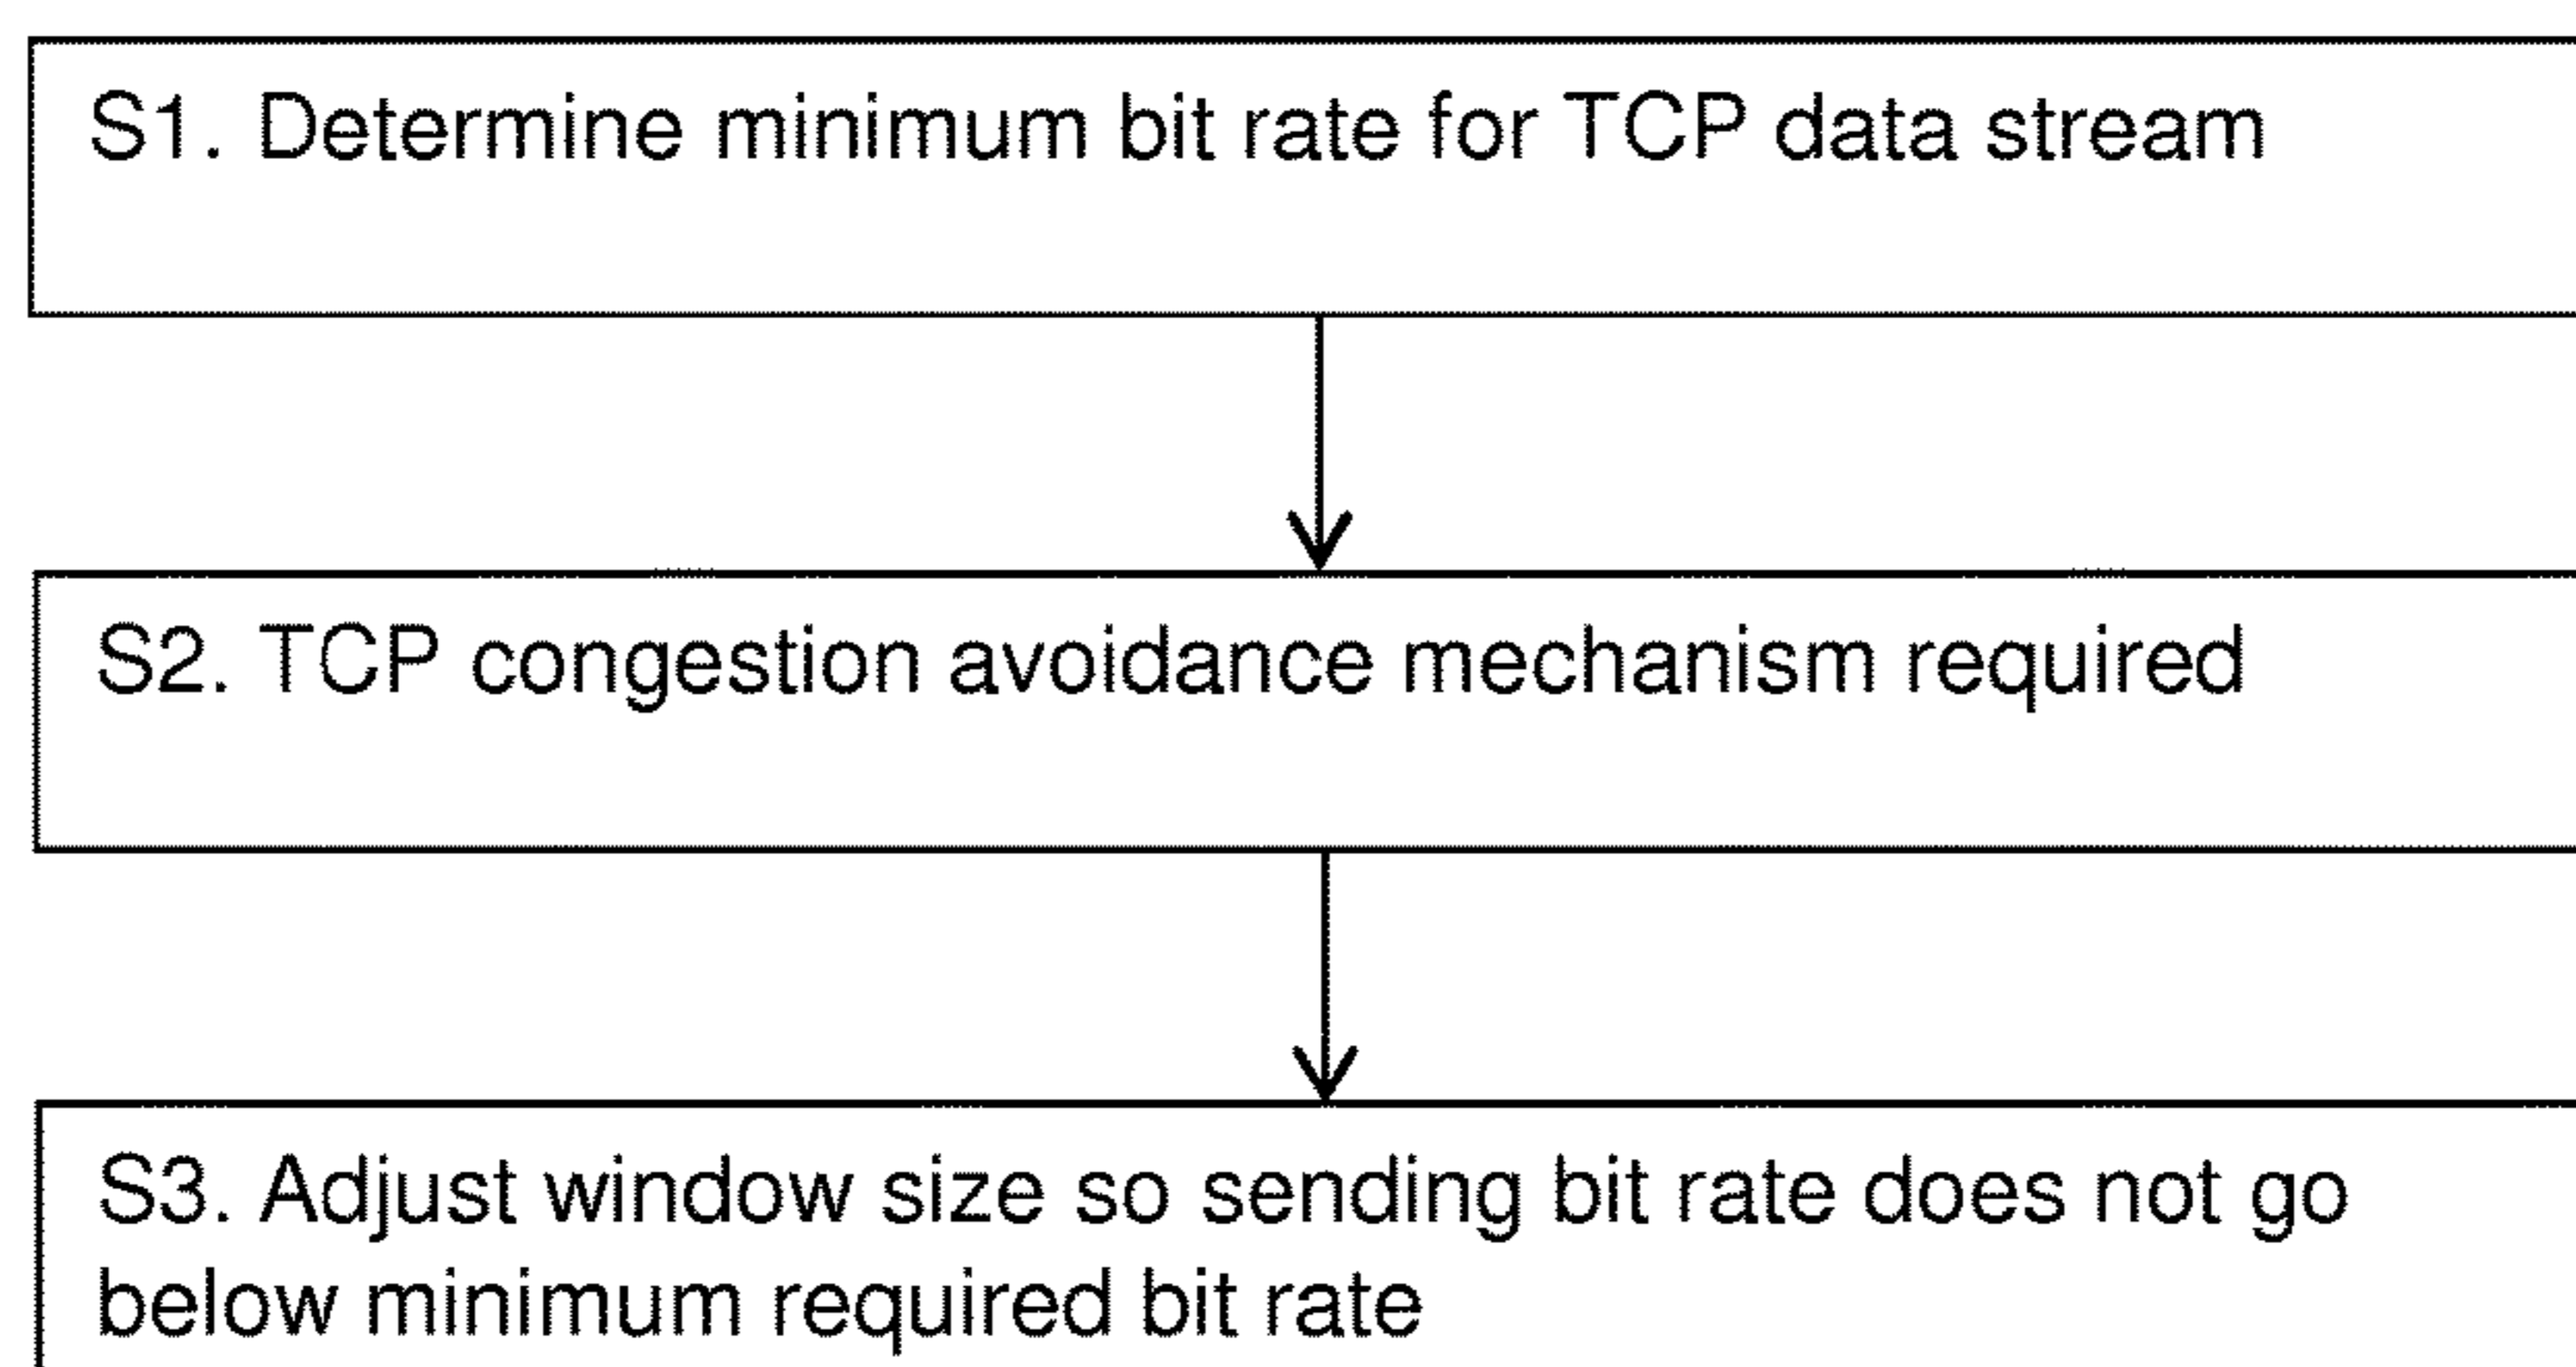 S1. Determine minimum bit rate for TCP data stream
S2. TCP congestion avoidance mechanism required
S3. Adjust window size so sending bit rate does not go
below minimum required bit rate